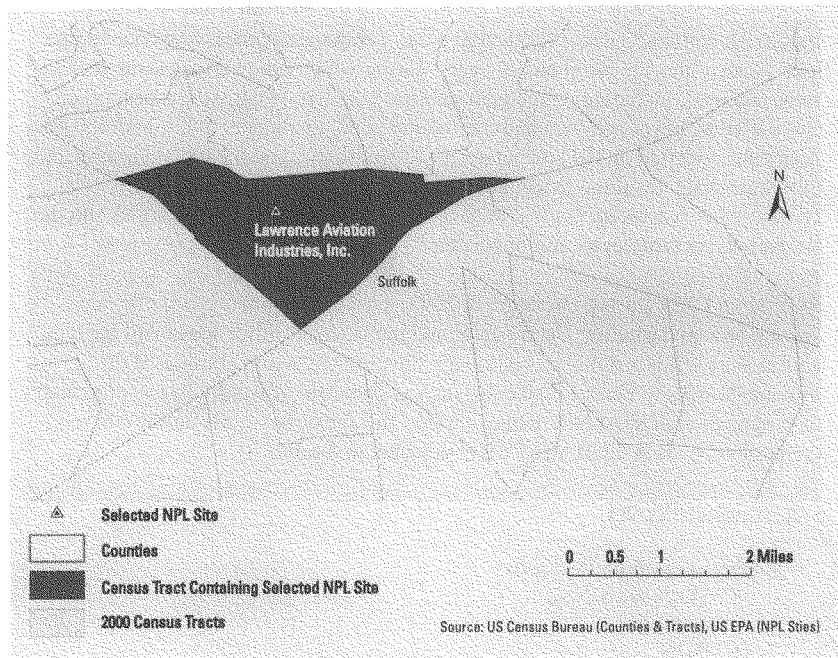 N
Lawrence Aviation
Industries, Inc.
Suffolk
Selected NPL Site
Counties
Census Tract Containing Selected NPL Site
2000 Census Tracts
0 0.5 1 2 Miles
Source: US Census Bureau (Counties & Tracts), US EPA (NPL Sties)